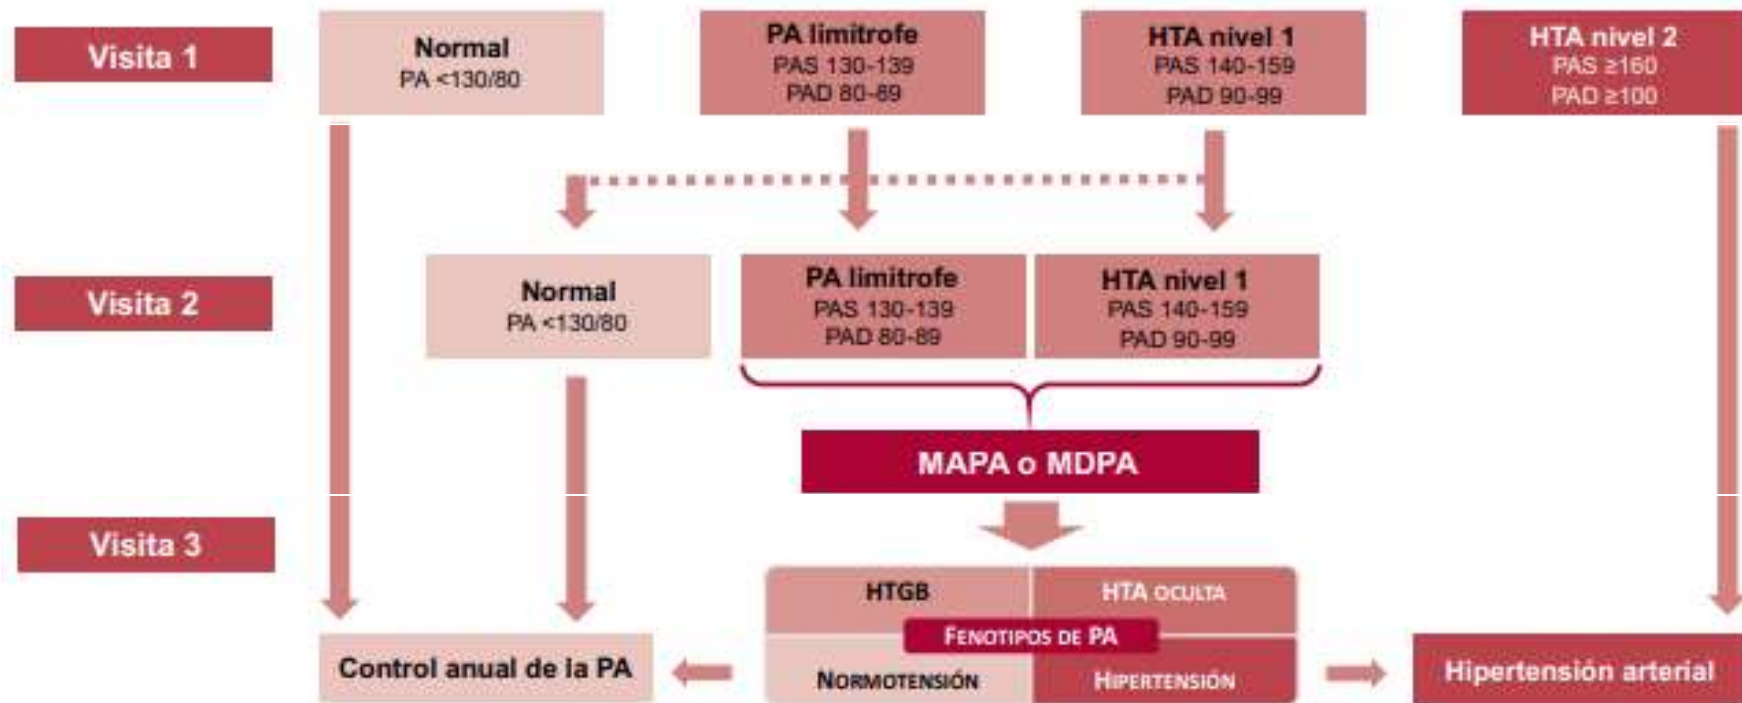 Visita 1
Normal
PA <130/80
PA limitrofe
PAS 130-139
PAD 80-89
HTA nivel 1
PAS 140-159
PAD 90-99
HTA nivel 2
PAS ≥160
PAD ≥100
Visita 2
Normal
PA <130/80
PA limitrofe
PAS 130-139
PAD 80-89
HTA nivel 1
PAS 140-159
PAD 90-99
MAPA o MDPA
Visita 3
HTGB
HTA OCULTA
FENOTIPOS DE PA
NORMOTENSIÓN
HIPERTENSIÓN
Control anual de la PA
Hipertensión arterial